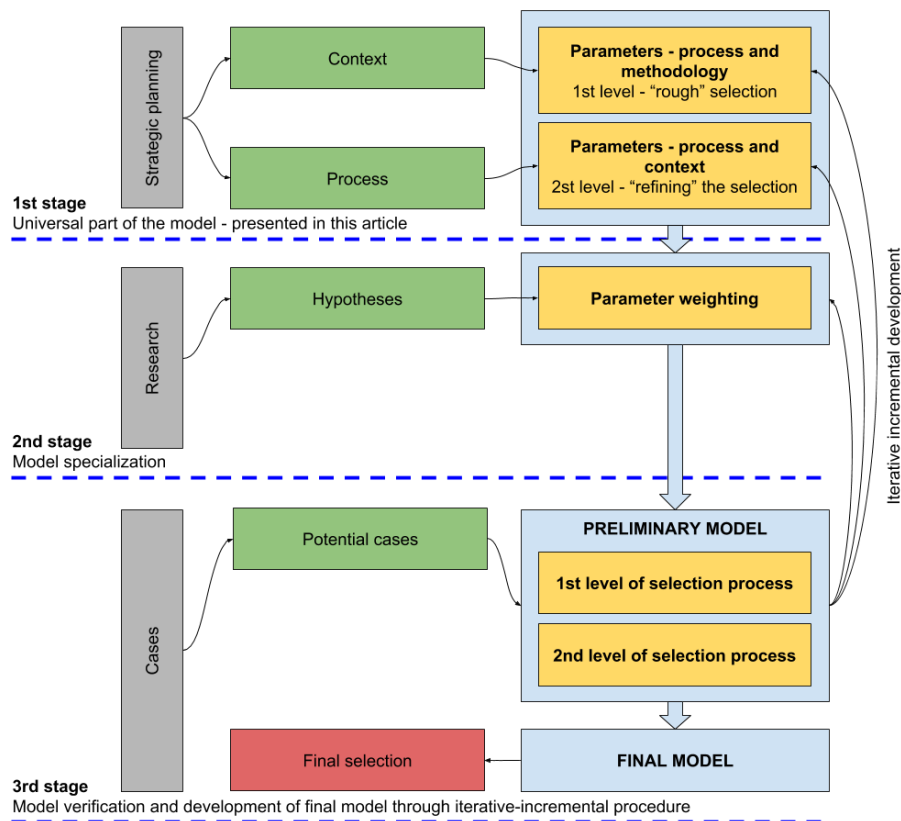 Strategic planning
Context
Parameters - process and
methodology
1st level - “rough” selection
Process
Parameters - process and
context
2st level - “refining” the selection
1st stage
Universal part of the model - presented in this article
Research
Hypotheses
Parameter weighting
Iterative incremental development
2nd stage
Model specialization
Cases
Potential cases
PRELIMINARY MODEL
1st level of selection process
2nd level of selection process
Final selection
FINAL MODEL
3rd stage
Model verification and development of final model through iterative-incremental procedure